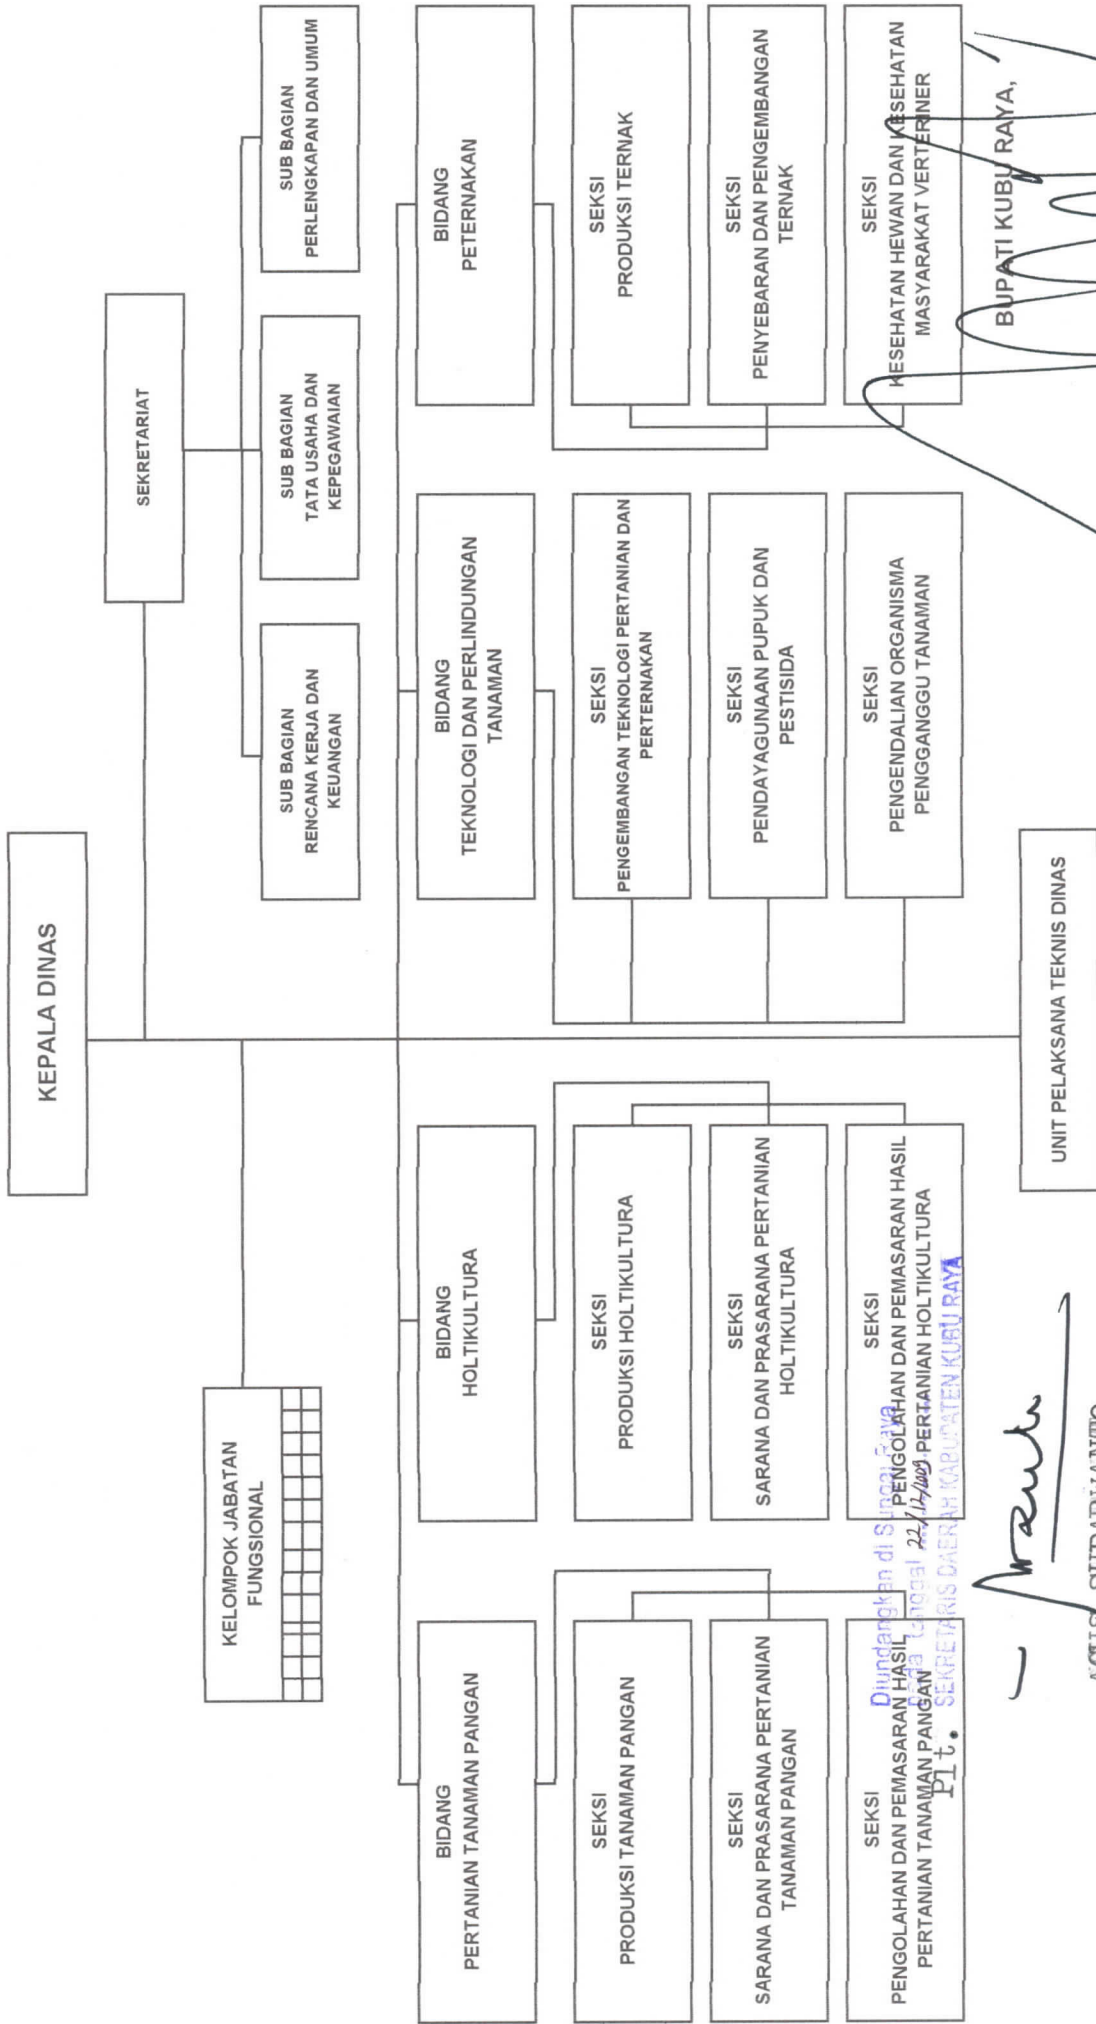 KEPALA DINAS
SEKRETARIAT
KELOMPOK JABATAN
FUNGSIONAL
SUB BAGIAN
RENCANA KERJA DAN
KEUANGAN
SUB BAGIAN
TATA USAHA DAN
KEPEGAWAIAN
SUB BAGIAN
PERLENGKAPAN DAN UMUM
BIDANG
PERTANIAN TANAMAN PANGAN
BIDANG
HOLTIKULTURA
BIDANG
TEKNOLOGI DAN PERLINDUNGAN
TANAMAN
BIDANG
PETERNAKAN
SEKSI
PRODUKSI TANAMAN PANGAN
SEKSI
PRODUKSI HOLTIKULTURA
SEKSI
PENGEMBANGAN TEKNOLOGI PERTANIAN DAN
PERTERNAKAN
SEKSI
PRODUKSI TERNAK
SEKSI
SARANA DAN PRASARANA PERTANIAN
TANAMAN PANGAN
SEKSI
SARANA DAN PRASARANA PERTANIAN
HOLTIKULTURA
SEKSI
PENDAYAGUNAAN PUPUK DAN
PESTISIDA
SEKSI
PENYEBARAN DAN PENGEMBANGAN
TERNAK
SEKSI
PENGOLAHAN DAN PEMASARAN HASIL
PERTANIAN TANAMAN PANGAN
SEKSI
PENGOLAHAN DAN PEMASARAN HASIL
PERTANIAN HOLTIKULTURA
SEKSI
PENGENDALIAN ORGANISMA
PENGGANGGU TANAMAN
SEKSI
KESEHATAN HEWAN DAN KESEHATAN
MASYARAKAT VERTERINER
Diundangkan di Sungai Raya
pada tanggal 22/12/2009
Plt. SEKRETARIS DAERAH KABUPATEN KUBU RAYA
UNIT PELAKSANA TEKNIS DINAS
BUPATI KUBU RAYA,